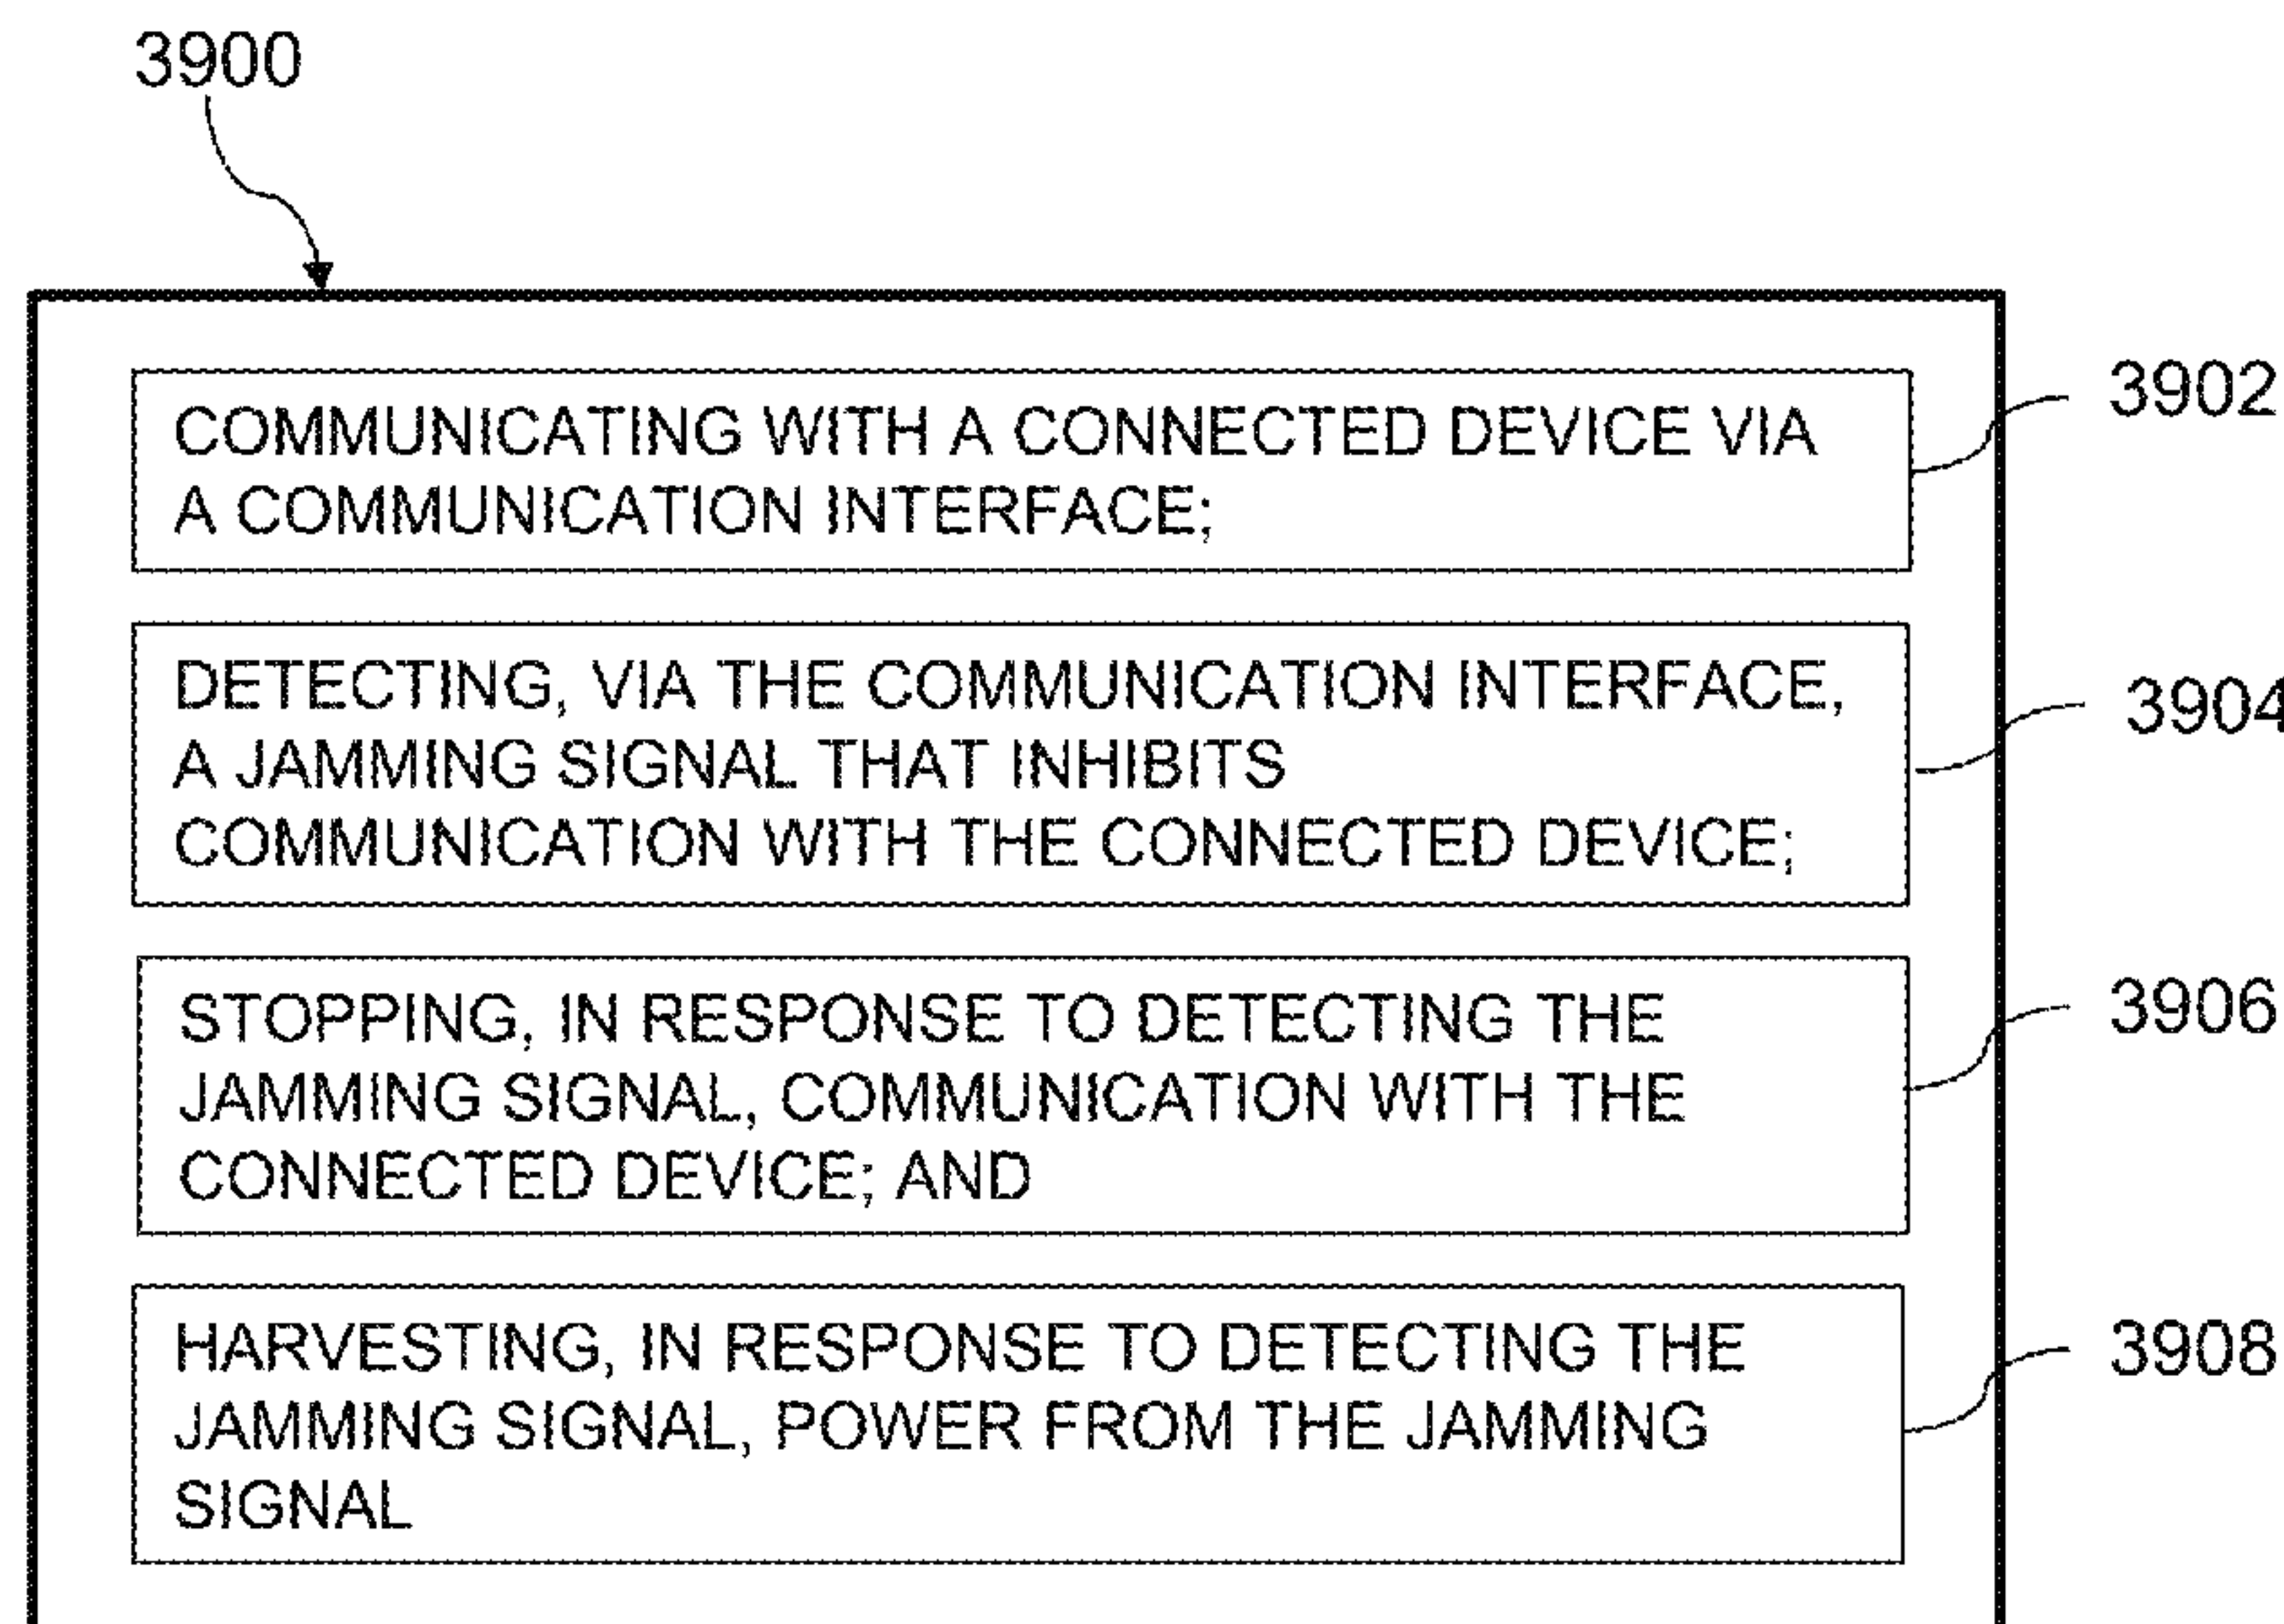 3900
COMMUNICATING WITH A CONNECTED DEVICE VIA
A COMMUNICATION INTERFACE;
3902
DETECTING, VIA THE COMMUNICATION INTERFACE,
A JAMMING SIGNAL THAT INHIBITS
COMMUNICATION WITH THE CONNECTED DEVICE;
3904
STOPPING, IN RESPONSE TO DETECTING THE
JAMMING SIGNAL, COMMUNICATION WITH THE
CONNECTED DEVICE; AND
3906
HARVESTING, IN RESPONSE TO DETECTING THE
JAMMING SIGNAL, POWER FROM THE JAMMING
SIGNAL
3908